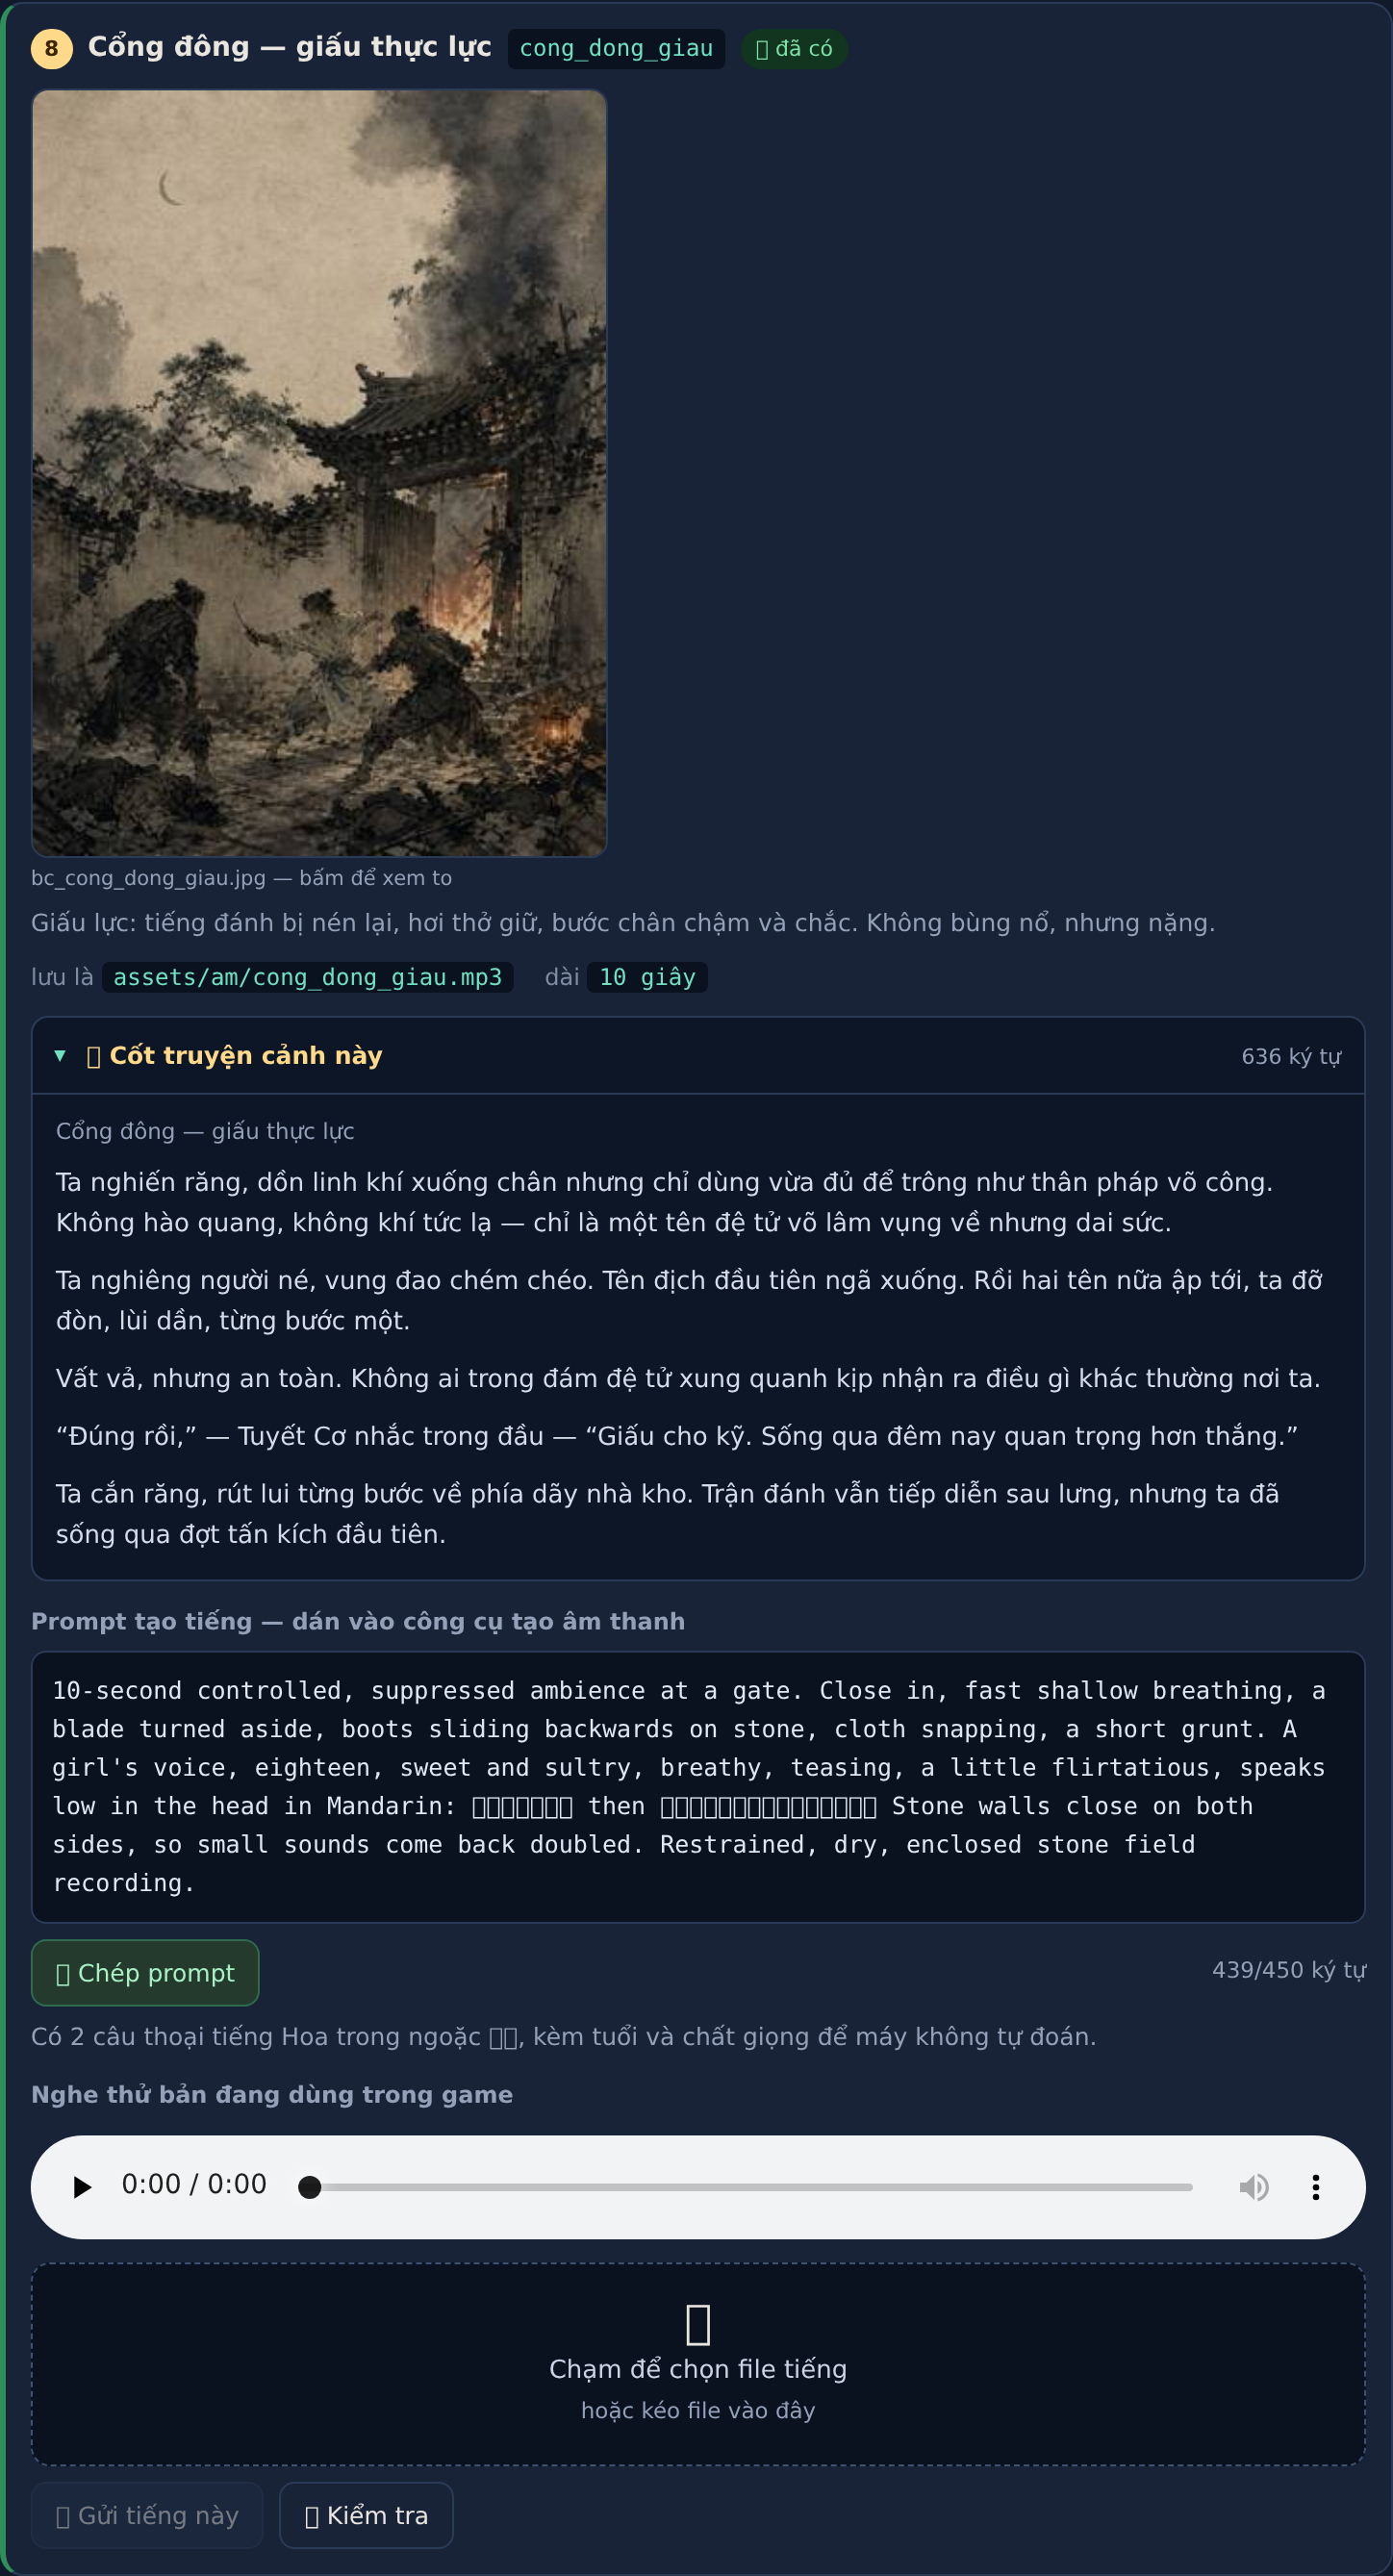 8 Cổng đông — giấu thực lực cong_dong_giau đã có
bc_cong_dong_giau.jpg — bấm để xem to
Giấu lực: tiếng đánh bị nén lại, hơi thở giữ, bước chân chậm và chắc. Không bùng nổ, nhưng nặng.
lưu là assets/am/cong_dong_giau.mp3 dài 10 giây
▼ Cốt truyện cảnh này 636 ký tự
Cổng đông — giấu thực lực
Ta nghiến răng, dồn linh khí xuống chân nhưng chỉ dùng vừa đủ để trông như thân pháp võ công.
Không hào quang, không khí tức lạ — chỉ là một tên đệ tử võ lâm vụng về nhưng dai sức.
Ta nghiêng người né, vung đao chém chéo. Tên địch đầu tiên ngã xuống. Rồi hai tên nữa ập tới, ta đỡ
đòn, lùi dần, từng bước một.
Vất vả, nhưng an toàn. Không ai trong đám đệ tử xung quanh kịp nhận ra điều gì khác thường nơi ta.
“Đúng rồi,” — Tuyết Cơ nhắc trong đầu — “Giấu cho kỹ. Sống qua đêm nay quan trọng hơn thắng.”
Ta cắn răng, rút lui từng bước về phía dãy nhà kho. Trận đánh vẫn tiếp diễn sau lưng, nhưng ta đã
sống qua đợt tấn kích đầu tiên.
Prompt tạo tiếng — dán vào công cụ tạo âm thanh
10-second controlled, suppressed ambience at a gate. Close in, fast shallow breathing, a
blade turned aside, boots sliding backwards on stone, cloth snapping, a short grunt. A
girl's voice, eighteen, sweet and sultry, breathy, teasing, a little flirtatious, speaks
low in the head in Mandarin: then Stone walls close on both
sides, so small sounds come back doubled. Restrained, dry, enclosed stone field
recording.
Chép prompt 439/450 ký tự
Có 2 câu thoại tiếng Hoa trong ngoặc , kèm tuổi và chất giọng để máy không tự đoán.
Nghe thử bản đang dùng trong game
0:00 / 0:00
Chạm để chọn file tiếng
hoặc kéo file vào đây
Gửi tiếng này Kiểm tra